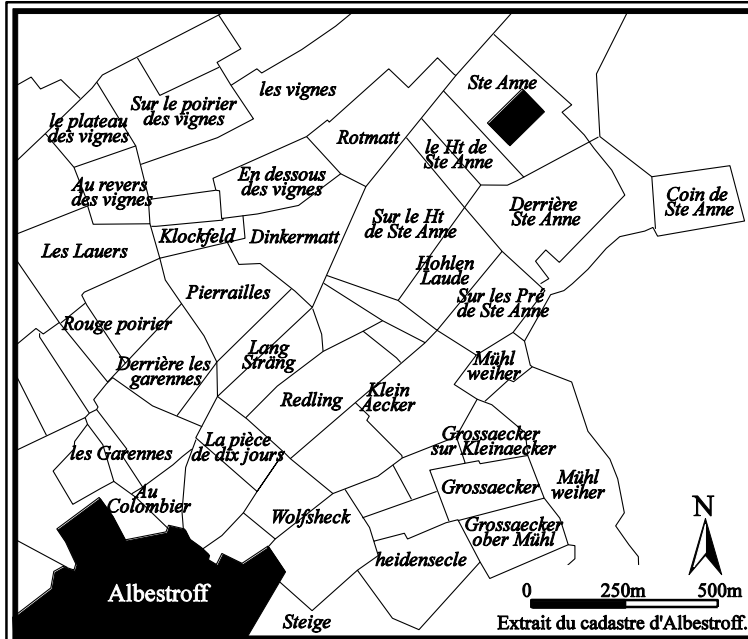 Ste Anne
les vignes
Sur le poirier
des vignes
le plateau
des vignes
Rotmatt
le Ht de
Ste Anne
En dessous
des vignes
Au revers
des vignes
Coin de
Ste Anne
Derrière
Ste Anne
Sur le Ht
de Ste Anne
Klockfeld
Dinkermatt
Les Lauers
Hohlen
Laude
Pierrailles
Sur les Pré
de Ste Anne
Rouge poirier
Lang
Sträng
Derrière les
garennes
Mühl
weiher
Klein
Aecker
Redling
La pièce
de dix jours
Grossaecker
sur Kleinaecker
les Garennes
Mühl
weiher
Grossaecker
Au
Colombier
Wolfsheck
Grossaecker
ober Mühl
N
heidensecle
Albestroff
0 250m 500m
Steige
Extrait du cadastre d'Albestroff.